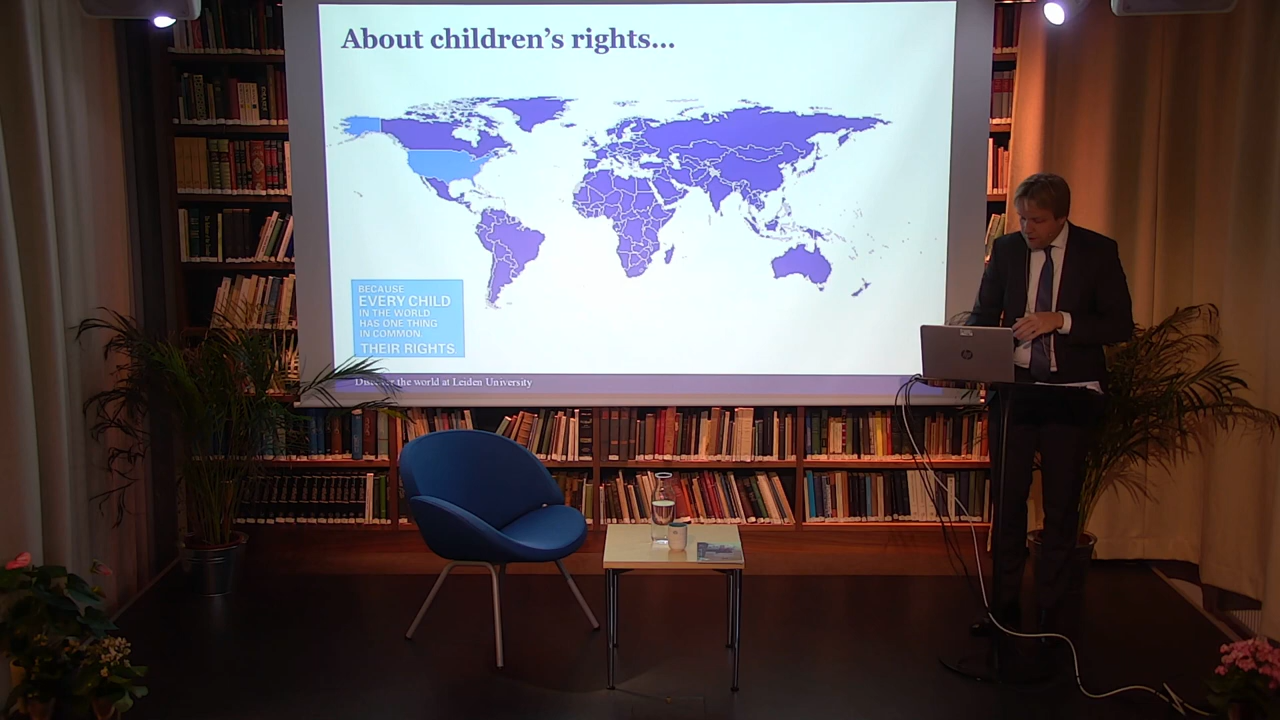 About children's rights...
BECAUSE
EVERY CHILD
IN THE WORLD
HAS ONE THING
IN COMMON.
THEIR RIGHTS.
Discover the world at Leiden University
hp